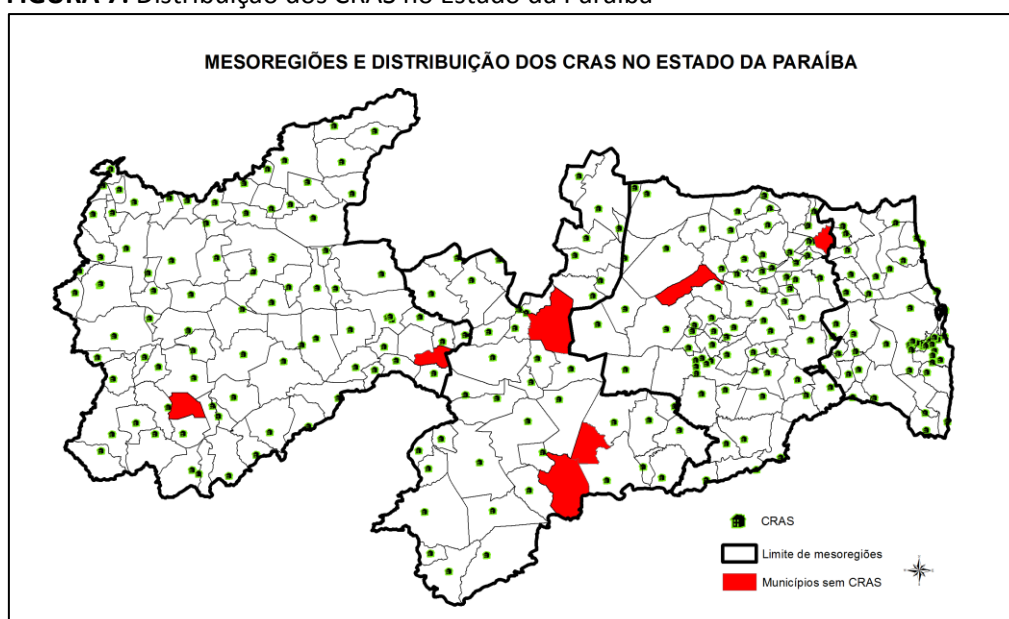 FIGURA 7. Distribuição dos CRAS no Estado da Paraíba
MESOREGIÕES E DISTRIBUIÇÃO DOS CRAS NO ESTADO DA PARAÍBA
CRAS
Limite de mesoregiões
Municípios sem CRAS